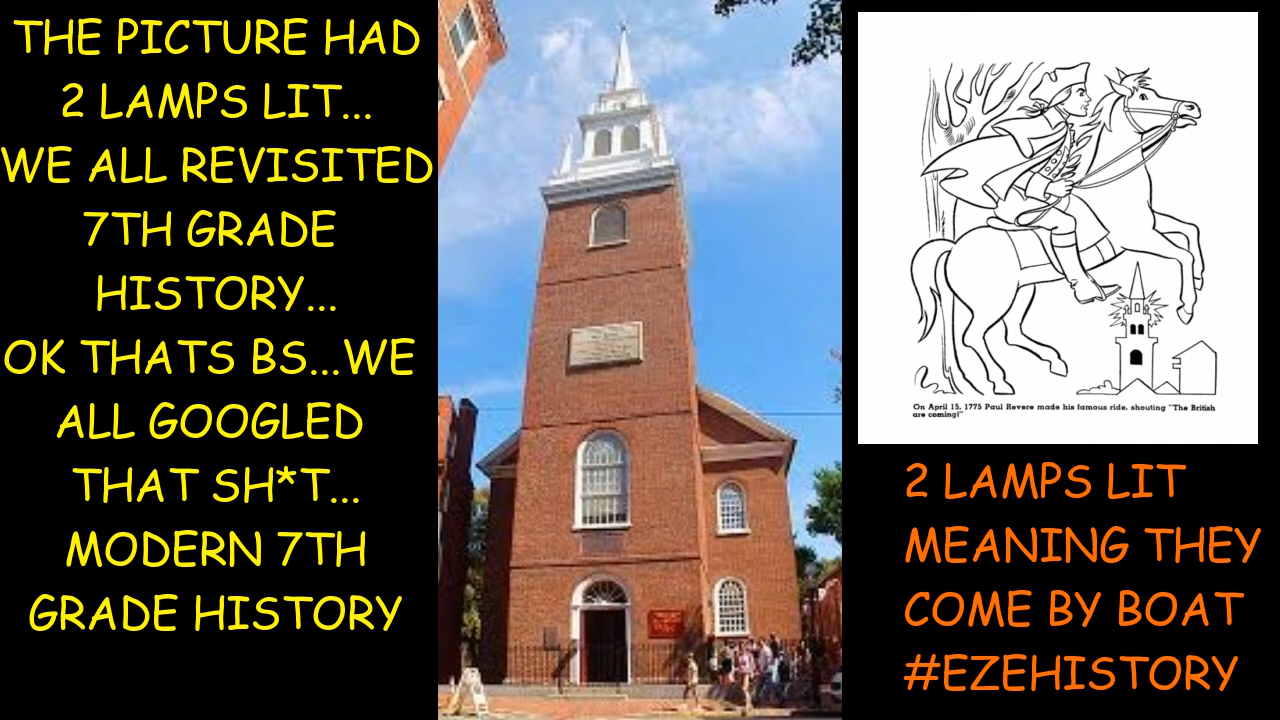 THE PICTURE HAD
2 LAMPS LIT...
WE ALL REVISITED
7TH GRADE
HISTORY...
OK THATS BS...WE
ALL GOOGLED
THAT SH*T...
MODERN 7TH
GRADE HISTORY
On April 15, 1775 Paul Revere made his famous ride, shouting "The British
are coming!"
2 LAMPS LIT
MEANING THEY
COME BY BOAT
#EZEHISTORY